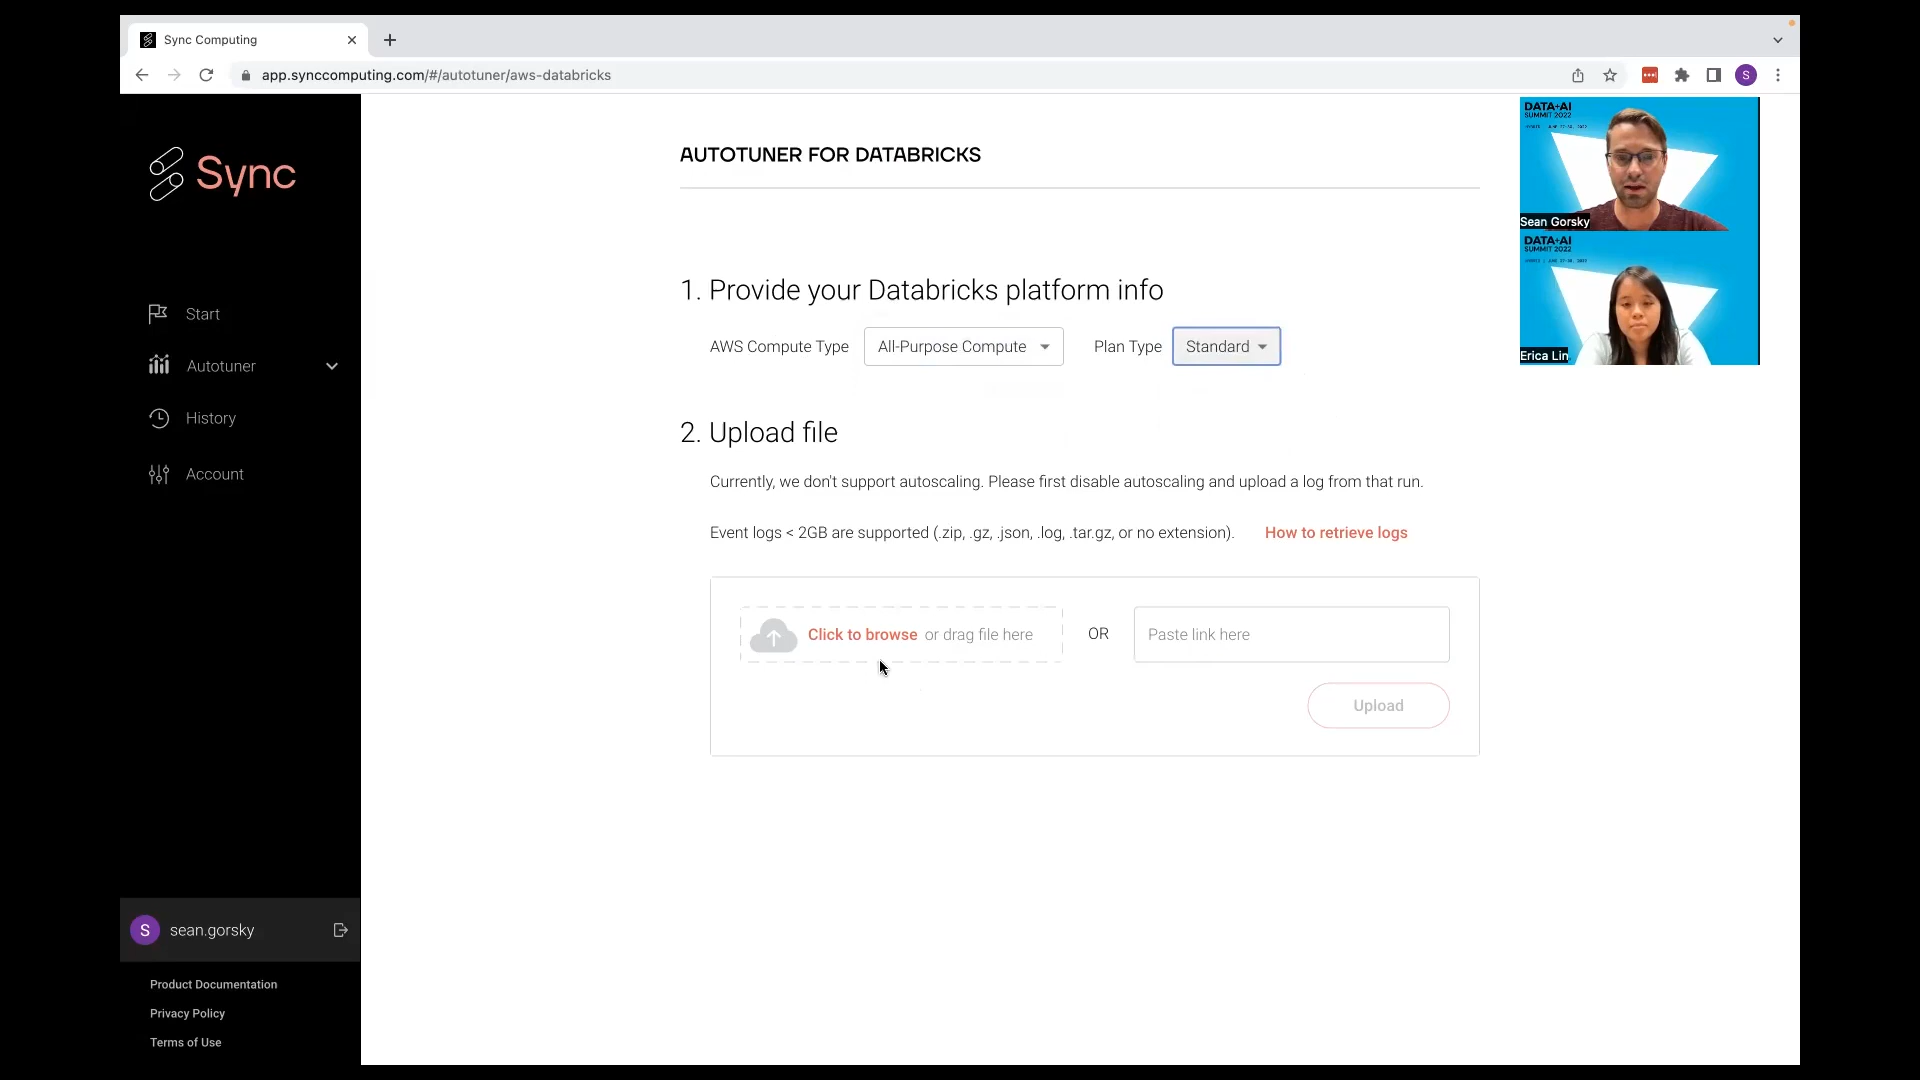 Sync Computing
app.synccomputing.com/#/autotuner/aws-databricks
S
Sync
Start
Autotuner
History
Account
S sean.gorsky
Product Documentation
Privacy Policy
Terms of Use
AUTOTUNER FOR DATABRICKS
1. Provide your Databricks platform info
AWS Compute Type All-Purpose Compute Plan Type Standard
2. Upload file
Currently, we don't support autoscaling. Please first disable autoscaling and upload a log from that run.
Event logs < 2GB are supported (.zip, .gz, .json, .log, .tar.gz, or no extension). How to retrieve logs
Click to browse or drag file here OR Paste link here
Upload
DATA+AI
SUMMIT 2022
Sean Gorsky
DATA+AI
SUMMIT 2022
Erica Lin